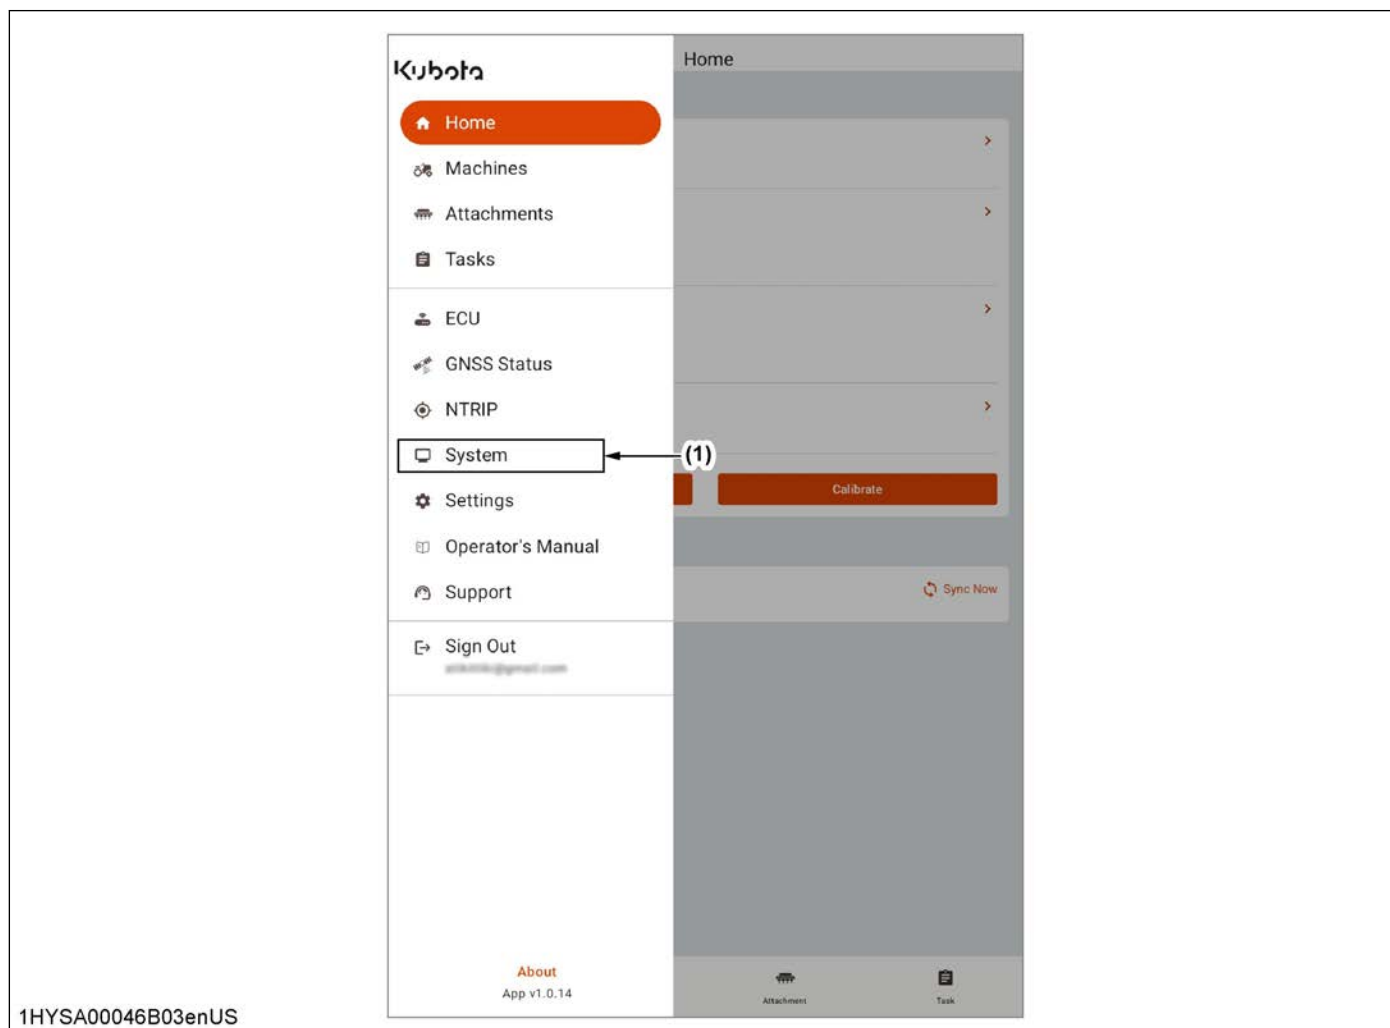 Kubota
Home
Home
Machines
Attachments
Tasks
ECU
GNSS Status
NTRIP
System
(1)
Settings
Calibrate
Operator's Manual
Support
Sync Now
Sign Out
About
App v1.0.14
Attachment
Task
1HYSA00046B03enUS